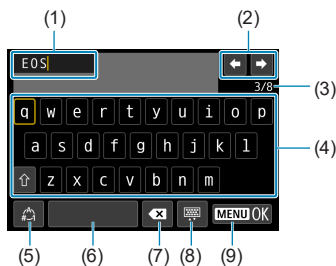 (1) (2)
EOS
3/8 (3)
q w e r t y u i o p
a s d f g h j k l (4)
z x c v b n m
MENU OK
(5) (6) (7) (8) (9)